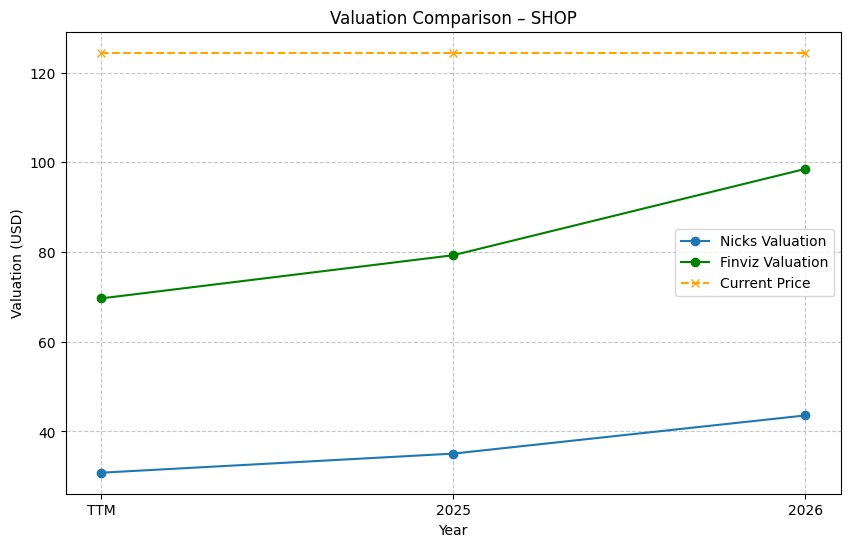 Valuation Comparison – SHOP
Valuation (USD)
120
100
80
60
40
Nicks Valuation
Finviz Valuation
Current Price
TTM
2025
2026
Year